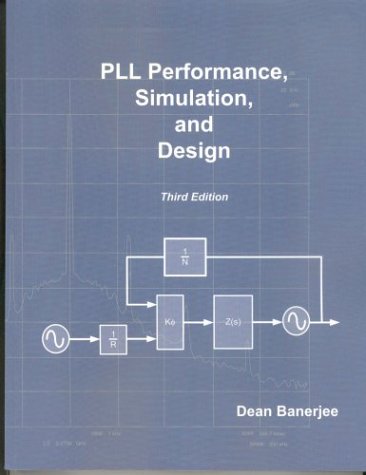 PLL Performance,
Simulation,
and
Design
Third Edition
1
N
1
R
Kφ
Z(s)
Dean Banerjee